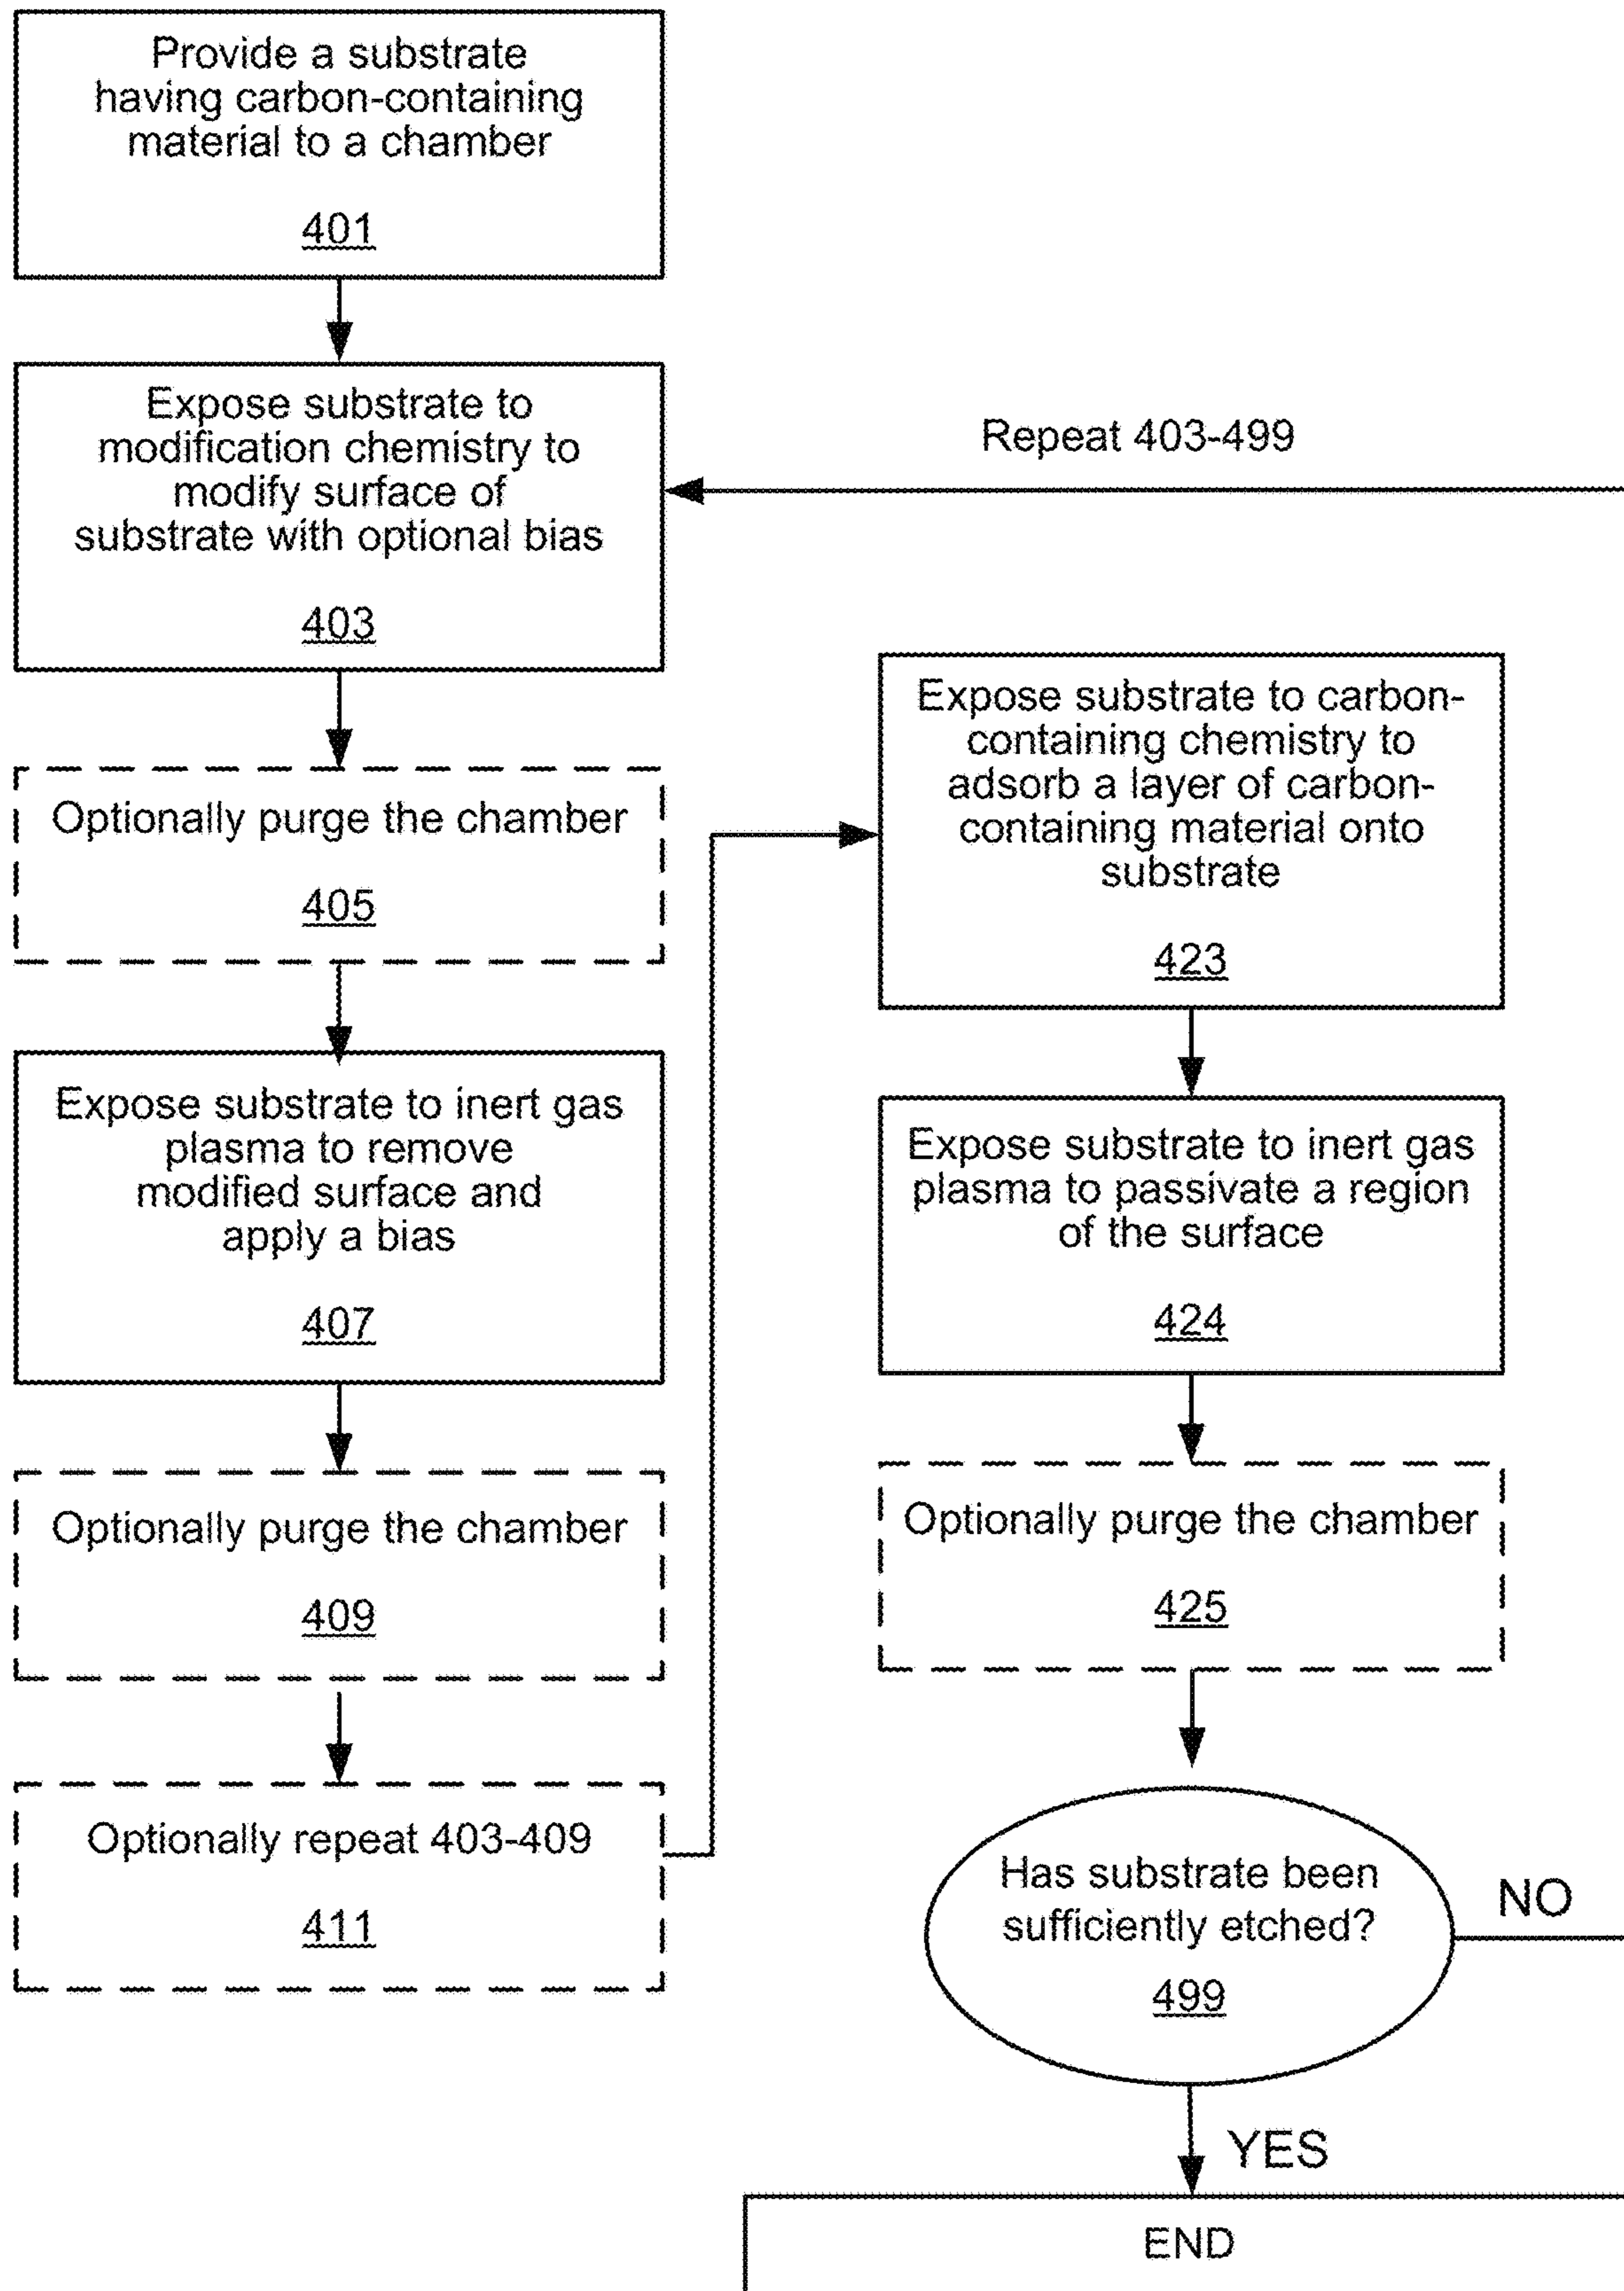 Provide a substrate
having carbon-containing
material to a chamber
401
Expose substrate to
modification chemistry to
modify surface of
substrate with optional bias
403
Repeat 403-499
Optionally purge the chamber
405
Expose substrate to inert gas
plasma to remove
modified surface and
apply a bias
407
Optionally purge the chamber
409
Optionally repeat 403-409
411
Expose substrate to carbon-
containing chemistry to
adsorb a layer of carbon-
containing material onto
substrate
423
Expose substrate to inert gas
plasma to passivate a region
of the surface
424
Optionally purge the chamber
425
Has substrate been
sufficiently etched?
499
NO
YES
END